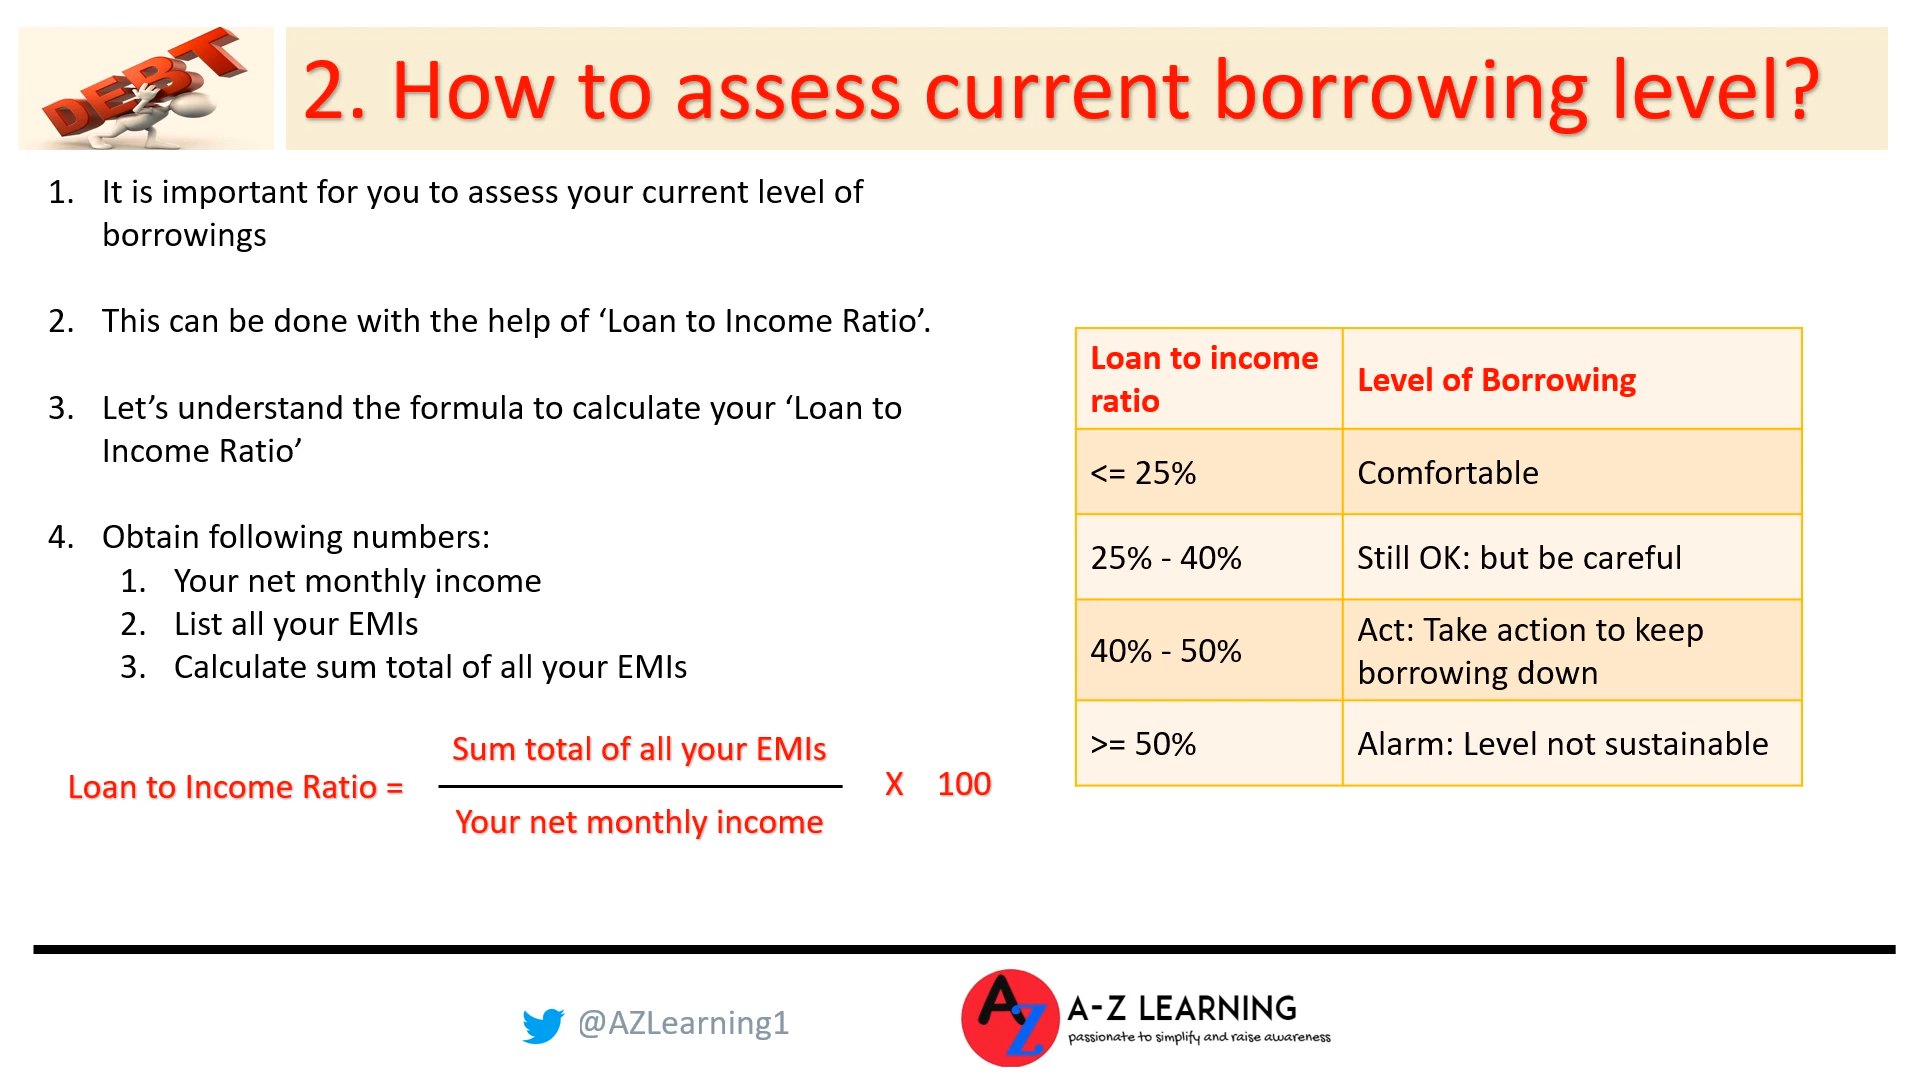 DEBT
2. How to assess current borrowing level?
1. It is important for you to assess your current level of
borrowings
2. This can be done with the help of ‘Loan to Income Ratio’.
3. Let’s understand the formula to calculate your ‘Loan to
Income Ratio’
4. Obtain following numbers:
1. Your net monthly income
2. List all your EMIs
3. Calculate sum total of all your EMIs
Loan to Income Ratio =
Sum total of all your EMIs
Your net monthly income
X 100
Loan to income
ratio
Level of Borrowing
<= 25%
Comfortable
25% - 40%
Still OK: but be careful
40% - 50%
Act: Take action to keep
borrowing down
>= 50%
Alarm: Level not sustainable
@AZLearning1
AZ
A-Z LEARNING
passionate to simplify and raise awareness